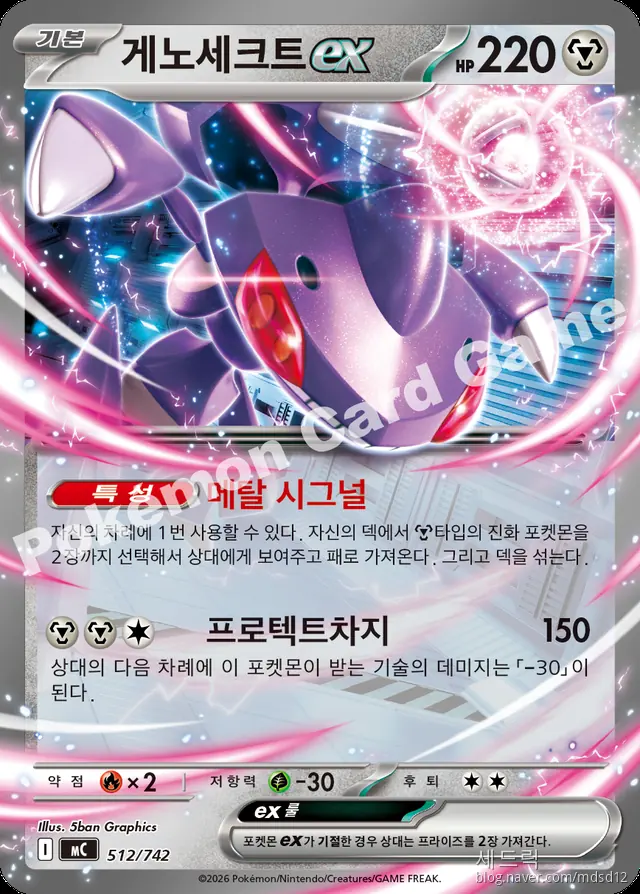 기본
게노세크트ex
HP 220
Pokémon Card Game
특성 메탈 시그널
자신의 차례에 1번 사용할 수 있다. 자신의 덱에서 타입의 진화 포켓몬을
2장까지 선택해서 상대에게 보여주고 패로 가져온다. 그리고 덱을 섞는다.
프로텍트차지 150
상대의 다음 차례에 이 포켓몬이 받는 기술의 데미지는 「-30」이
된다.
약점 ×2 저항력 -30 후퇴
ex 룰
포켓몬 ex가 기절한 경우 상대는 프라이즈를 2장 가져간다.
Illus. 5ban Graphics
I MC 512/742
©2026 Pokémon/Nintendo/Creatures/GAME FREAK.
세드릭
blog.naver.com/mdsd12